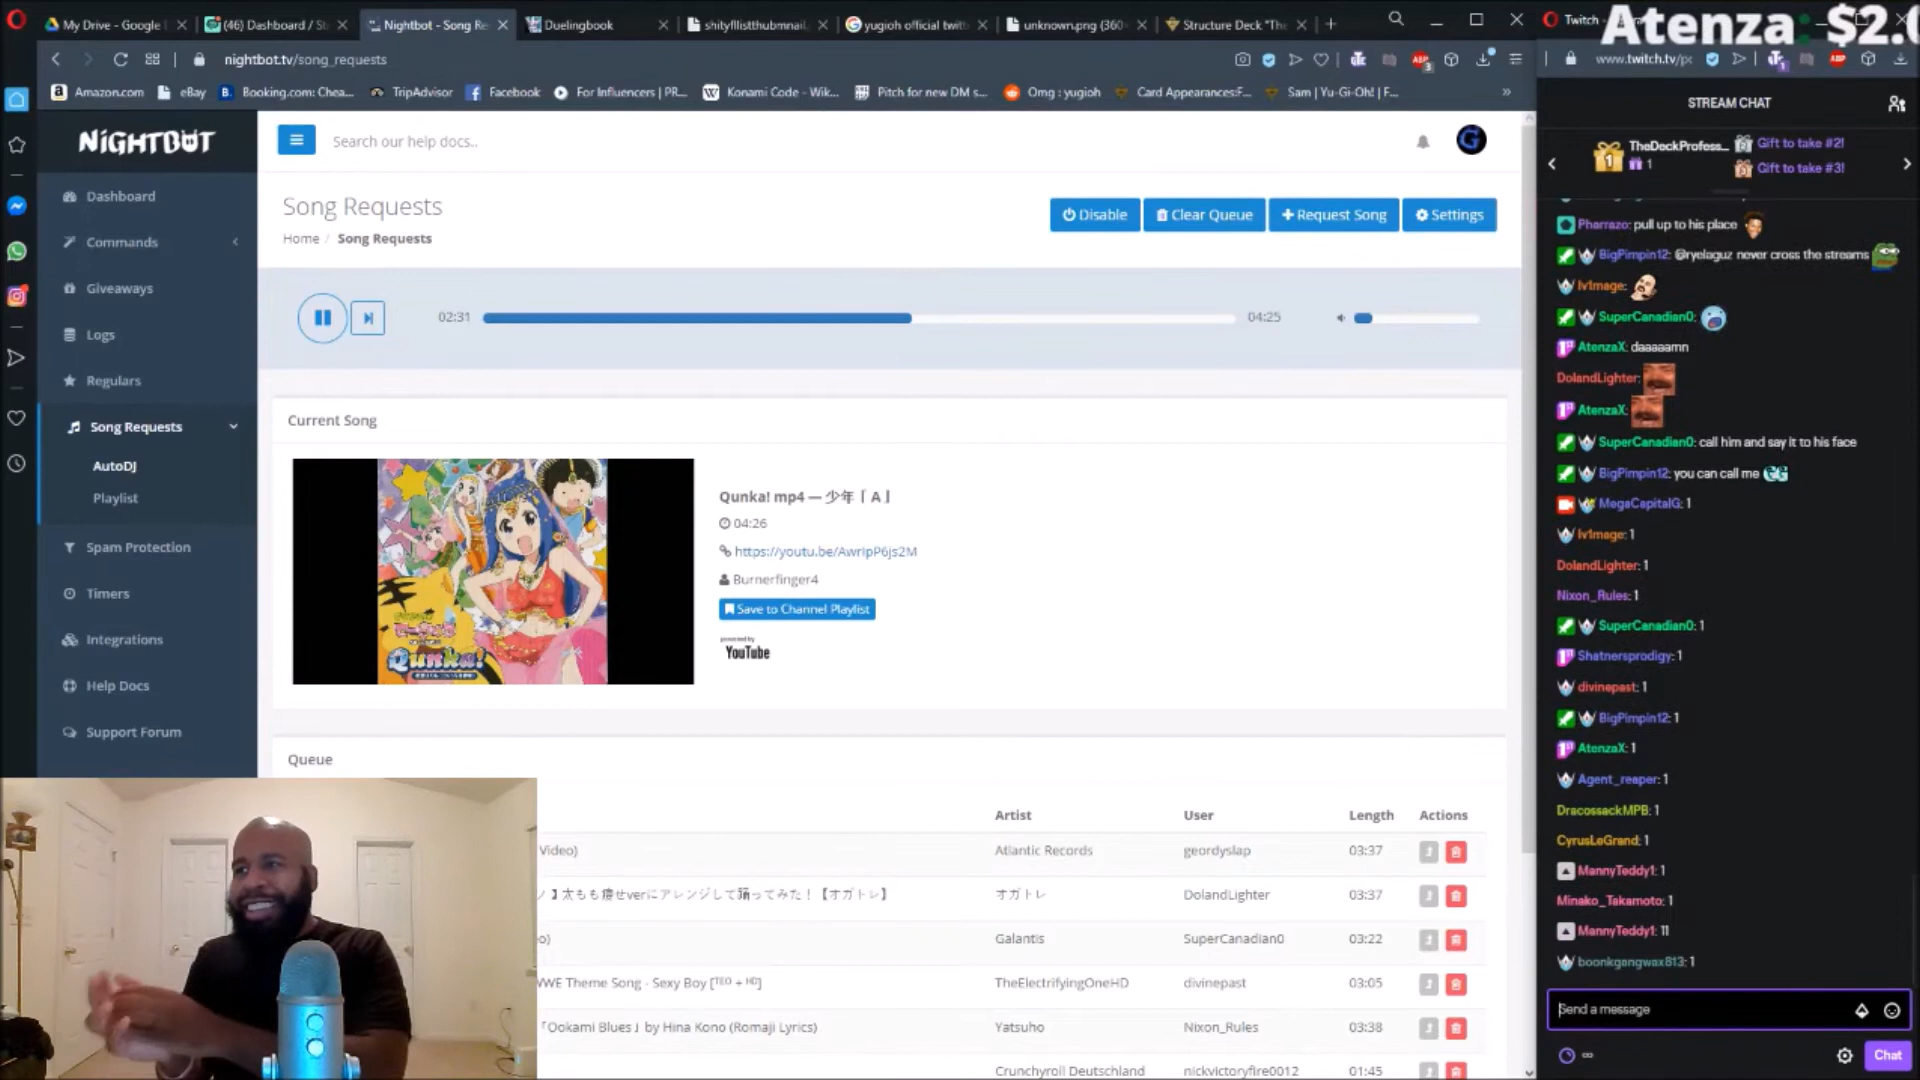 My Drive - Google
(46) Dashboard / St
Nightbot - Song Re
Duelingbook
shityfllistthubmnail
yugioh official twitt
unknown.png (360
Structure Deck "The
Twitch
Atenza: $2.0
nightbot.tv/song_requests
www.twitch.tv/pc
Amazon.com
eBay
Booking.com: Chea...
TripAdvisor
Facebook
For Influencers | PR...
Konami Code - Wik...
Pitch for new DM s...
Omg : yugioh
Card Appearances:F...
Sam | Yu-Gi-Oh! | F...
NIGHTBOT
Dashboard
Commands
Giveaways
Logs
Regulars
Song Requests
AutoDJ
Playlist
Spam Protection
Timers
Integrations
Help Docs
Support Forum
Search our help docs..
G
Song Requests
Home / Song Requests
Disable
Clear Queue
Request Song
Settings
02:31
04:25
Current Song
Qunka!
Qunka! mp4 — 少年「A」
04:26
https://youtu.be/AwripP6js2M
Burnerfinger4
Save to Channel Playlist
powered by
YouTube
Queue
Artist User Length Actions
Video) Atlantic Records geordyslap 03:37
ノ】太もも痩せverにアレンジして踊ってみた！【オガトレ】 オガトレ DolandLighter 03:37
o) Galantis SuperCanadian0 03:22
WWE Theme Song - Sexy Boy [ᵀᴱᴼ + ᴴᴰ] TheElectrifyingOneHD divinepast 03:05
「Ookami Blues」by Hina Kono (Romaji Lyrics) Yatsuho Nixon_Rules 03:38
Crunchyroll Deutschland nickvictoryfire0012 01:45
STREAM CHAT
TheDeckProfess...
1
Gift to take #2!
Gift to take #3!
Pharrazo: pull up to his place
BigPimpin12: @ryelaguz never cross the streams
lv1mage:
SuperCanadian0:
AtenzaX: daaaaamn
DolandLighter:
AtenzaX:
SuperCanadian0: call him and say it to his face
BigPimpin12: you can call me
MegaCapitalG: 1
lv1mage: 1
DolandLighter: 1
Nixon_Rules: 1
SuperCanadian0: 1
Shatnersprodigy: 1
divinepast: 1
BigPimpin12: 1
AtenzaX: 1
Agent_reaper: 1
DracossackMPB: 1
CyrusLeGrand: 1
MannyTeddy1: 1
Minako_Takamoto: 1
MannyTeddy1: 11
boonkgangwax813: 1
Send a message
Chat